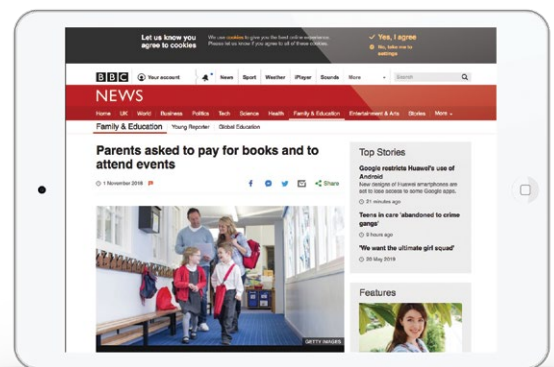 Let us know you
agree to cookies
We use cookies to give you the best online experience.
Please let us know if you agree to all of these cookies.
Yes, I agree
No, take me to
settings
BBC
Your account
News
Sport
Weather
iPlayer
Sounds
More
Search
NEWS
Home
UK
World
Business
Politics
Tech
Science
Health
Family & Education
Entertainment & Arts
Stories
More
Family & Education
Young Reporter
Global Education
Parents asked to pay for books and to
attend events
1 November 2018
Share
GETTY IMAGES
Top Stories
Google restricts Huawei's use of
Android
New designs of Huawei smartphones are
set to lose access to some Google apps.
21 minutes ago
Teens in care 'abandoned to crime
gangs'
9 hours ago
'We want the ultimate girl squad'
20 May 2019
Features